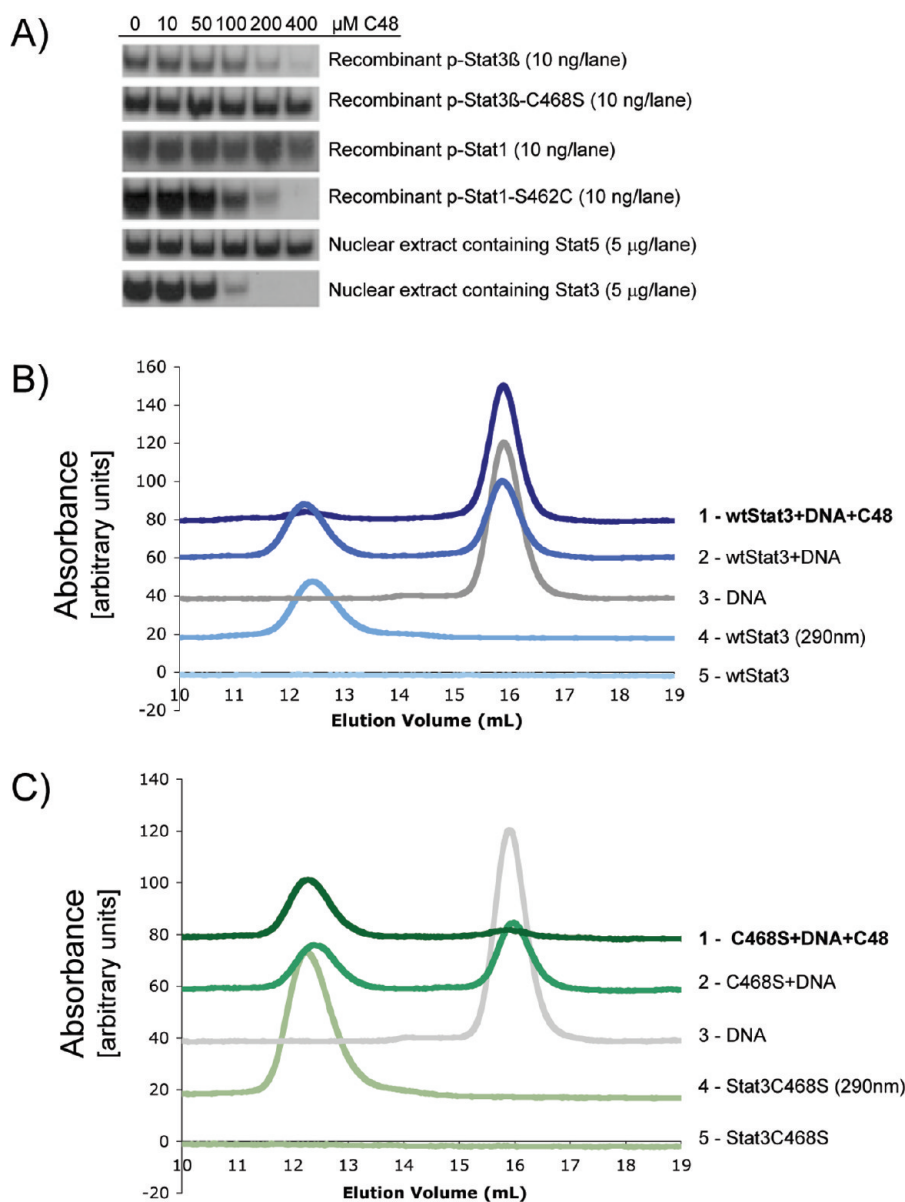 A)
0 10 50 100 200 400 µM C48
Recombinant p-Stat3ß (10 ng/lane)
Recombinant p-Stat3ß-C468S (10 ng/lane)
Recombinant p-Stat1 (10 ng/lane)
Recombinant p-Stat1-S462C (10 ng/lane)
Nuclear extract containing Stat5 (5 µg/lane)
Nuclear extract containing Stat3 (5 µg/lane)
B)
Absorbance
[arbitrary units]
160
140
120
100
80
60
40
20
0
-20
10 11 12 13 14 15 16 17 18 19
Elution Volume (mL)
1 - wtStat3+DNA+C48
2 - wtStat3+DNA
3 - DNA
4 - wtStat3 (290nm)
5 - wtStat3
C)
Absorbance
[arbitrary units]
140
120
100
80
60
40
20
0
-20
10 11 12 13 14 15 16 17 18 19
Elution Volume (mL)
1 - C468S+DNA+C48
2 - C468S+DNA
3 - DNA
4 - Stat3C468S (290nm)
5 - Stat3C468S